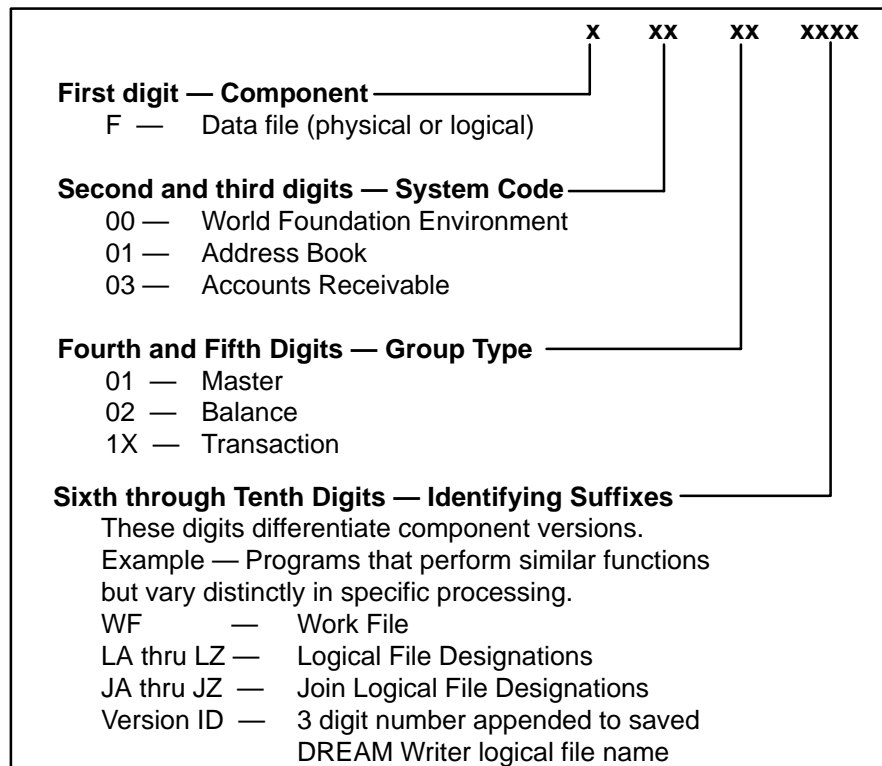 x xx xx xxxx
First digit — Component
F — Data file (physical or logical)
Second and third digits — System Code
00 — World Foundation Environment
01 — Address Book
03 — Accounts Receivable
Fourth and Fifth Digits — Group Type
01 — Master
02 — Balance
1X — Transaction
Sixth through Tenth Digits — Identifying Suffixes
These digits differentiate component versions.
Example — Programs that perform similar functions
but vary distinctly in specific processing.
WF — Work File
LA thru LZ — Logical File Designations
JA thru JZ — Join Logical File Designations
Version ID — 3 digit number appended to saved
DREAM Writer logical file name